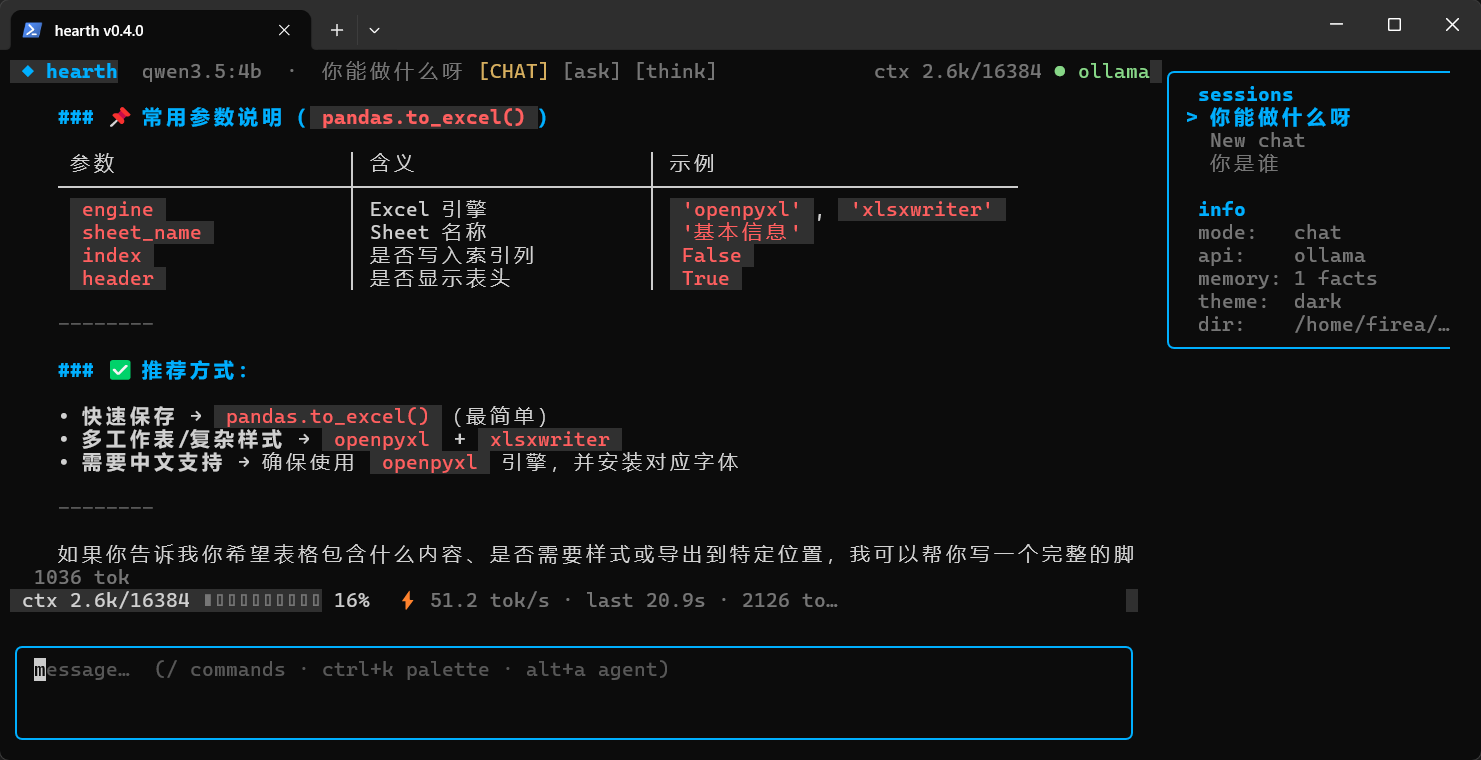 hearth v0.4.0
◆ hearth qwen3.5:4b · 你能做什么呀 [CHAT] [ask] [think] ctx 2.6k/16384 ● ollama
### 📌 常用参数说明 ( pandas.to_excel() )
参数 含义 示例
engine Excel 引擎 'openpyxl' , 'xlsxwriter'
sheet_name Sheet 名称 '基本信息'
index 是否写入索引列 False
header 是否显示表头 True
--------
### ✅ 推荐方式:
• 快速保存 → pandas.to_excel() (最简单)
• 多工作表/复杂样式 → openpyxl + xlsxwriter
• 需要中文支持 → 确保使用 openpyxl 引擎, 并安装对应字体
--------
如果你告诉我你希望表格包含什么内容、是否需要样式或导出到特定位置, 我可以帮你写一个完整的脚
1036 tok
ctx 2.6k/16384 ▮▯▯▯▯▯▯▯▯▯ 16% ⚡ 51.2 tok/s · last 20.9s · 2126 to…
message… (/ commands · ctrl+k palette · alt+a agent)
sessions
> 你能做什么呀
New chat
你是谁
info
mode: chat
api: ollama
memory: 1 facts
theme: dark
dir: /home/firea/…